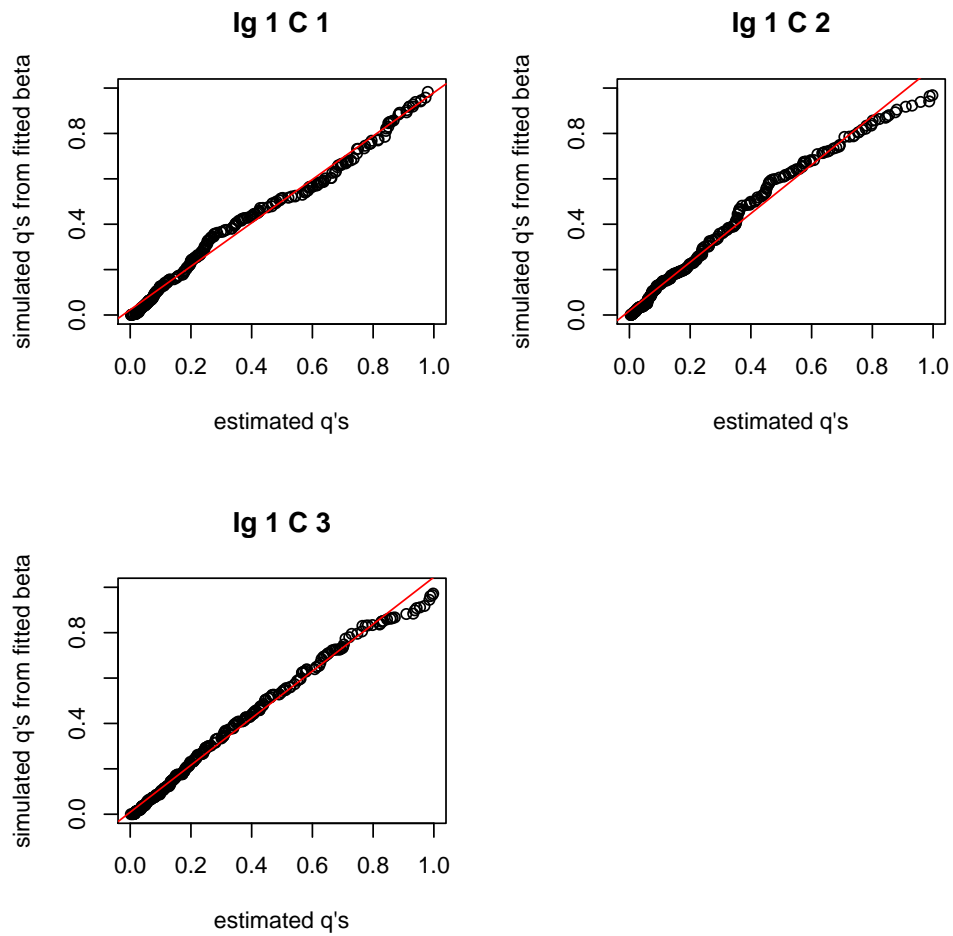 Ig 1 C 1
simulated q's from fitted beta
0.0 0.4 0.8
0.0 0.2 0.4 0.6 0.8 1.0
estimated q's
Ig 1 C 2
simulated q's from fitted beta
0.0 0.4 0.8
0.0 0.2 0.4 0.6 0.8 1.0
estimated q's
Ig 1 C 3
simulated q's from fitted beta
0.0 0.4 0.8
0.0 0.2 0.4 0.6 0.8 1.0
estimated q's